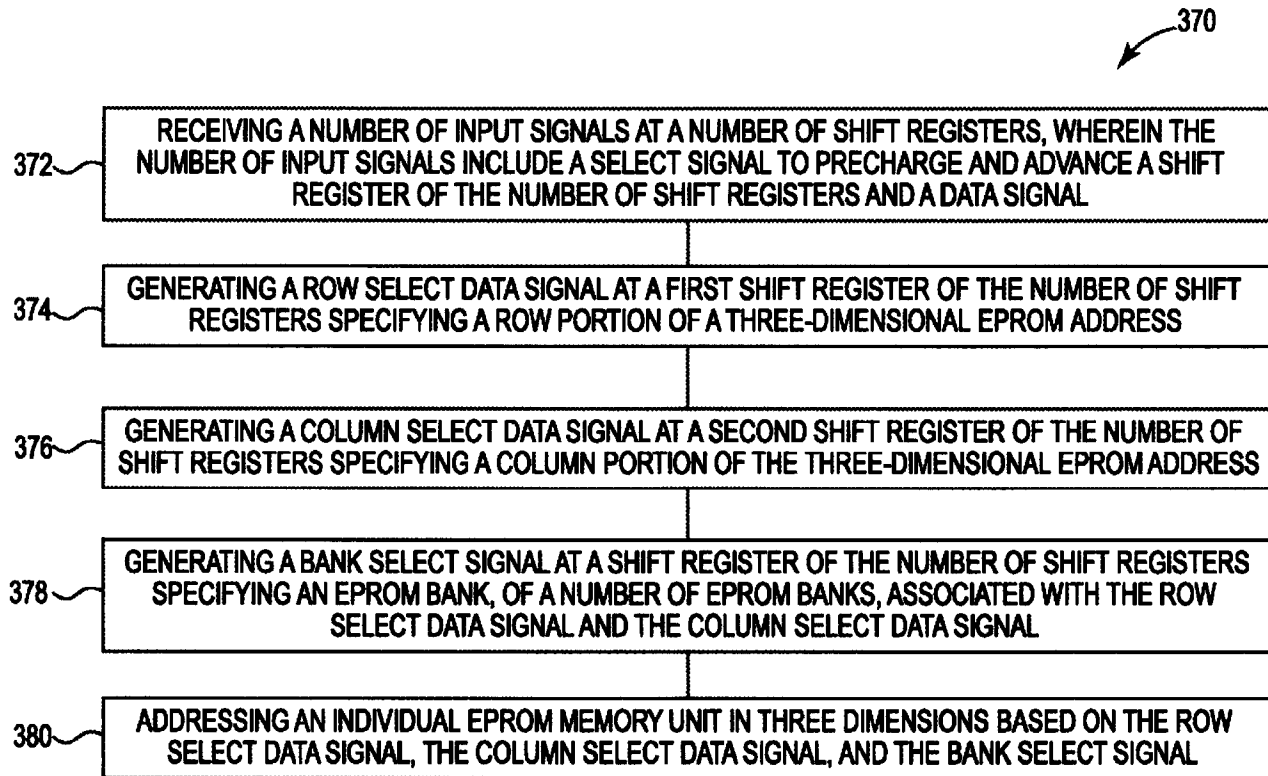 370
372
RECEIVING A NUMBER OF INPUT SIGNALS AT A NUMBER OF SHIFT REGISTERS, WHEREIN THE
NUMBER OF INPUT SIGNALS INCLUDE A SELECT SIGNAL TO PRECHARGE AND ADVANCE A SHIFT
REGISTER OF THE NUMBER OF SHIFT REGISTERS AND A DATA SIGNAL
374
GENERATING A ROW SELECT DATA SIGNAL AT A FIRST SHIFT REGISTER OF THE NUMBER OF SHIFT
REGISTERS SPECIFYING A ROW PORTION OF A THREE-DIMENSIONAL EPROM ADDRESS
376
GENERATING A COLUMN SELECT DATA SIGNAL AT A SECOND SHIFT REGISTER OF THE NUMBER OF
SHIFT REGISTERS SPECIFYING A COLUMN PORTION OF THE THREE-DIMENSIONAL EPROM ADDRESS
378
GENERATING A BANK SELECT SIGNAL AT A SHIFT REGISTER OF THE NUMBER OF SHIFT REGISTERS
SPECIFYING AN EPROM BANK, OF A NUMBER OF EPROM BANKS, ASSOCIATED WITH THE ROW
SELECT DATA SIGNAL AND THE COLUMN SELECT DATA SIGNAL
380
ADDRESSING AN INDIVIDUAL EPROM MEMORY UNIT IN THREE DIMENSIONS BASED ON THE ROW
SELECT DATA SIGNAL, THE COLUMN SELECT DATA SIGNAL, AND THE BANK SELECT SIGNAL